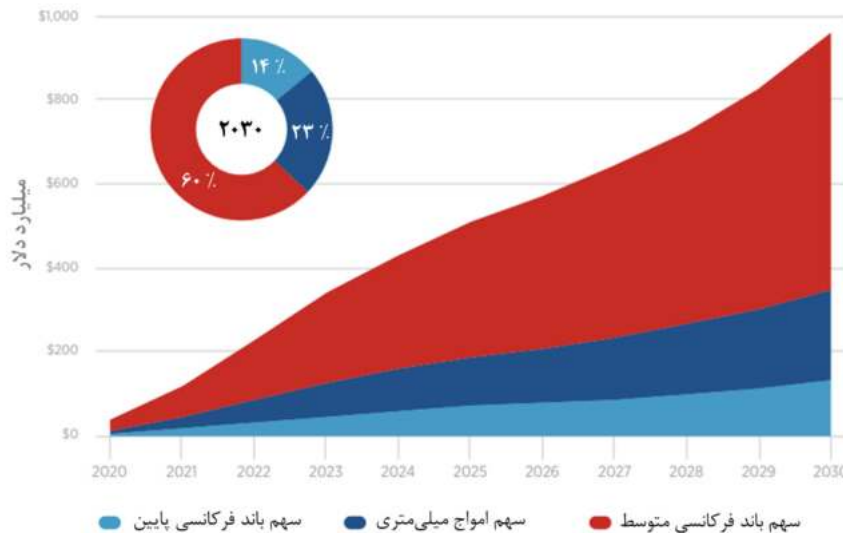 $1,000
$800
$600
$400
$200
$0
میلیارد دلار
۱۴ %
۲۳ %
۶۰ %
۲۰۳۰
2020 2021 2022 2023 2024 2025 2026 2027 2028 2029 2030
سهم باند فرکانسی متوسط
سهم امواج میلی‌متری
سهم باند فرکانسی پایین